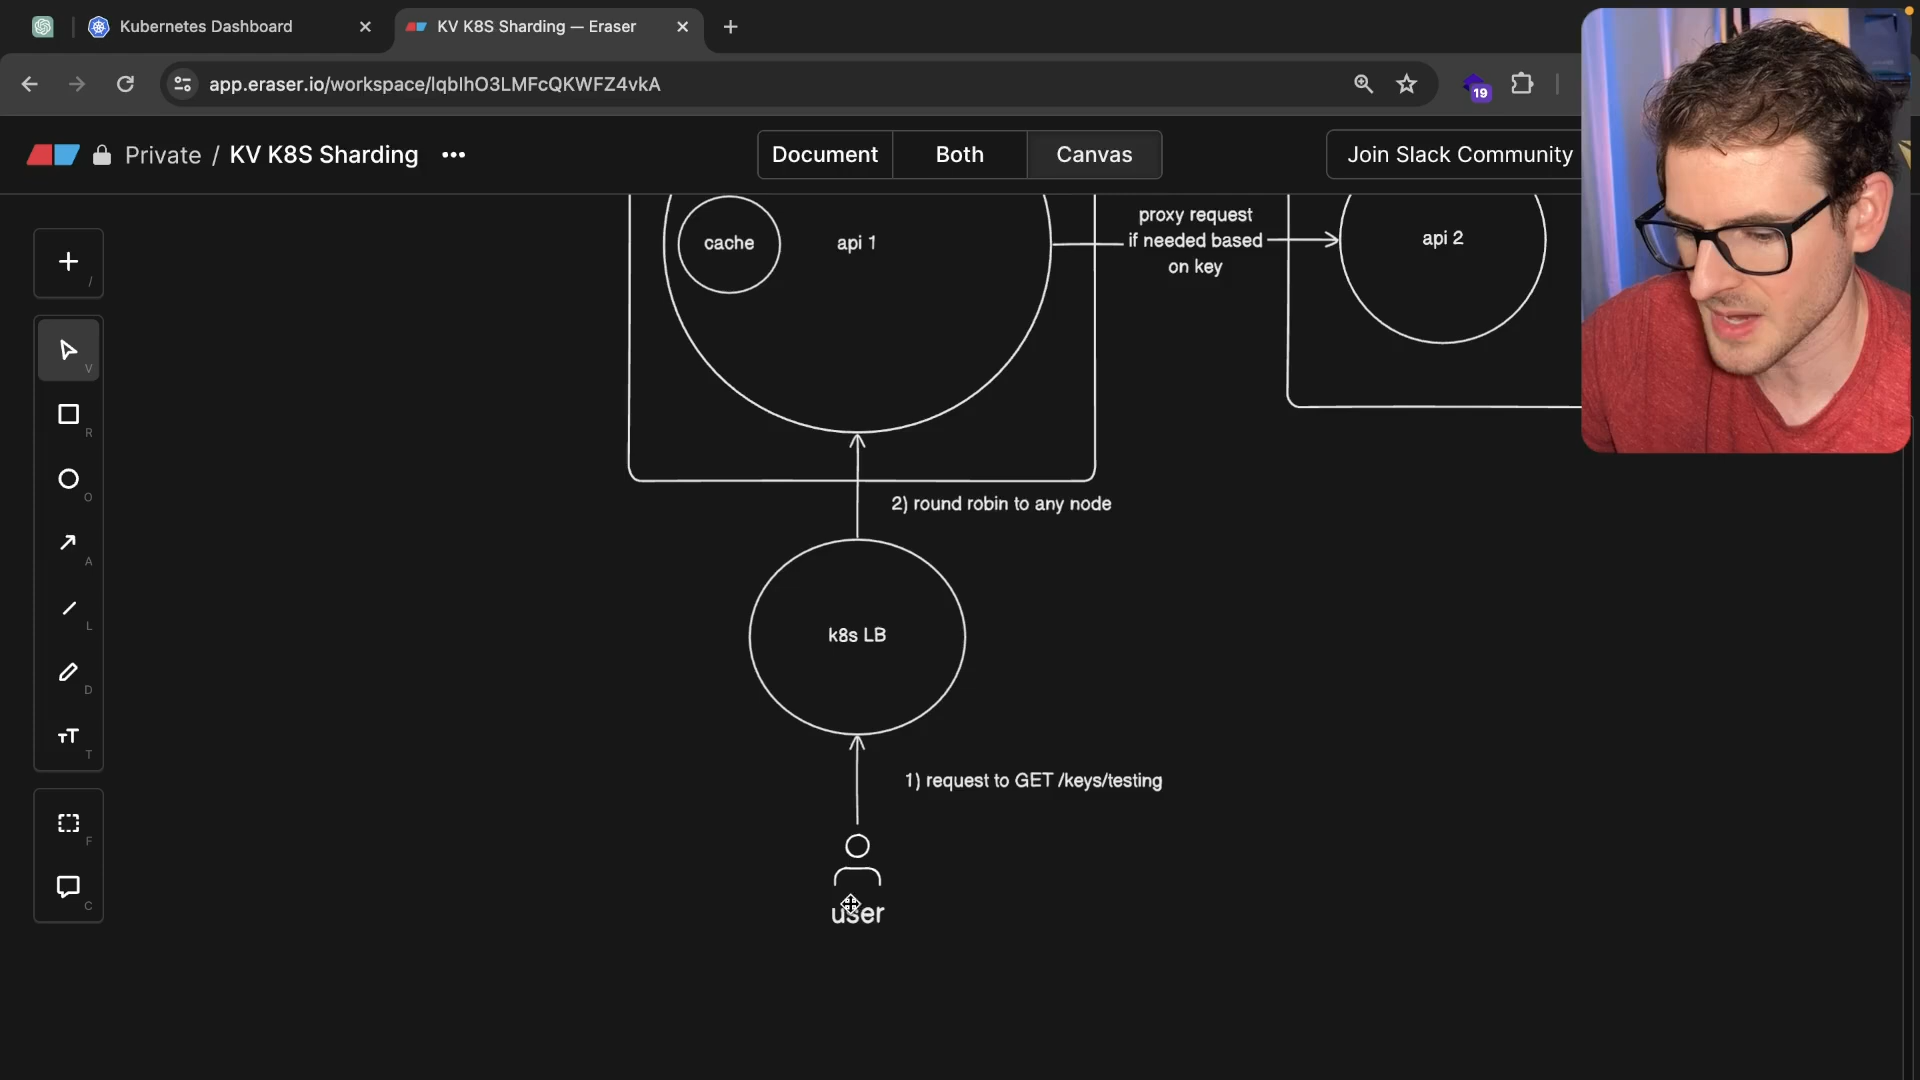 Kubernetes Dashboard
KV K8S Sharding — Eraser
app.eraser.io/workspace/lqblhO3LMFcQKWFZ4vkA
19
Private / KV K8S Sharding
Document
Both
Canvas
Join Slack Community
/
V
R
O
A
L
D
T
F
C
cache
api 1
proxy request
if needed based
on key
api 2
2) round robin to any node
k8s LB
1) request to GET /keys/testing
user